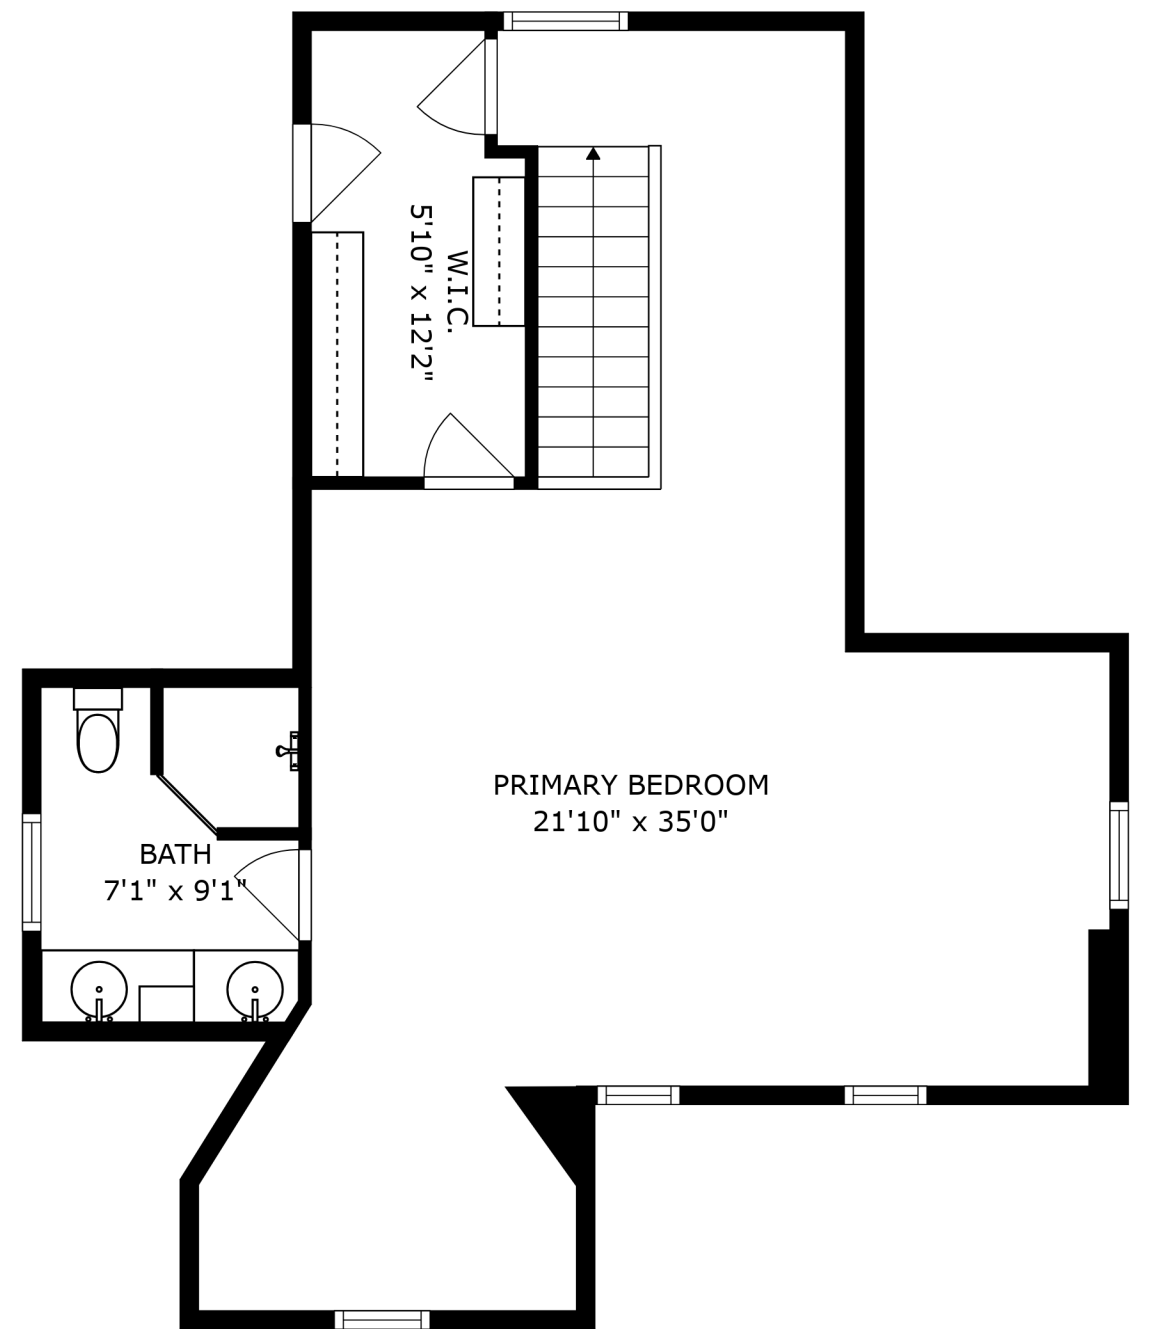 W.I.C.
5'10" x 12'2"
PRIMARY BEDROOM
21'10" x 35'0"
BATH
7'1" x 9'1"